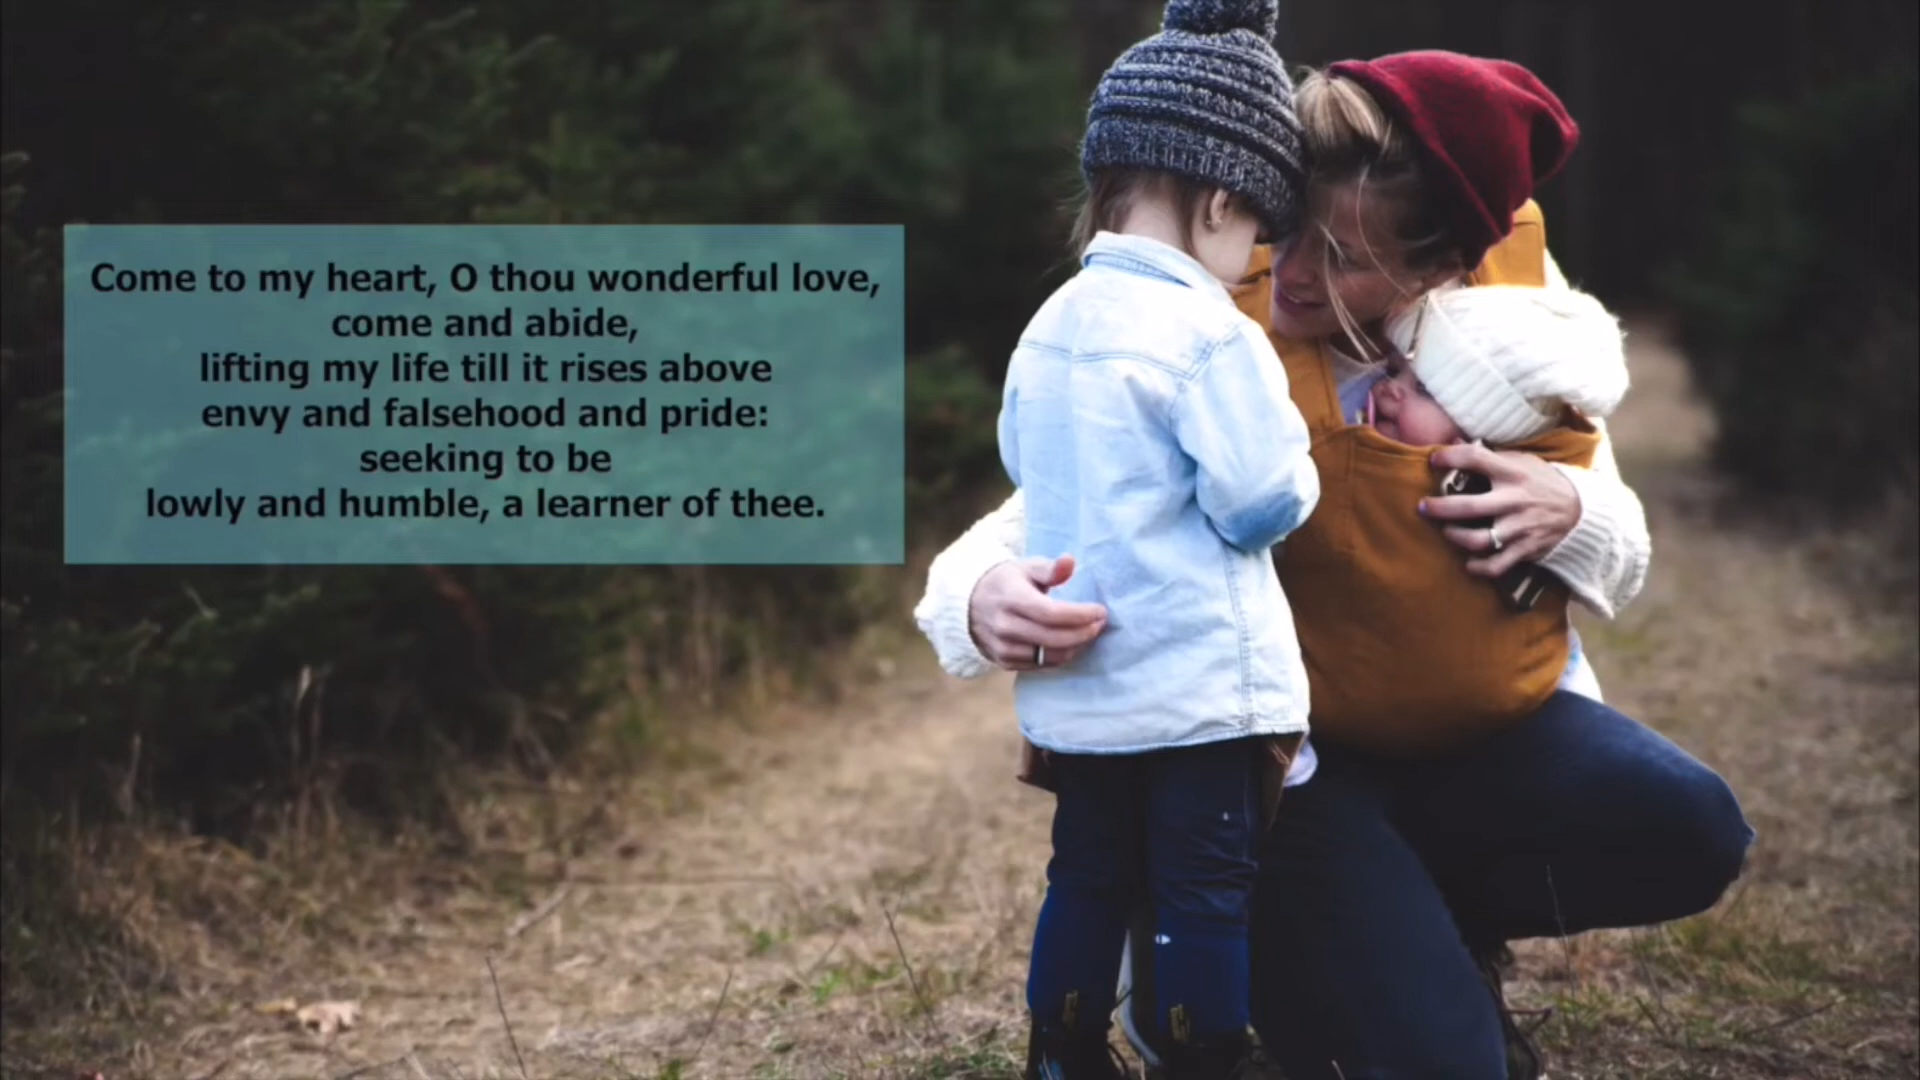 Come to my heart, O thou wonderful love,
come and abide,
lifting my life till it rises above
envy and falsehood and pride:
seeking to be
lowly and humble, a learner of thee.